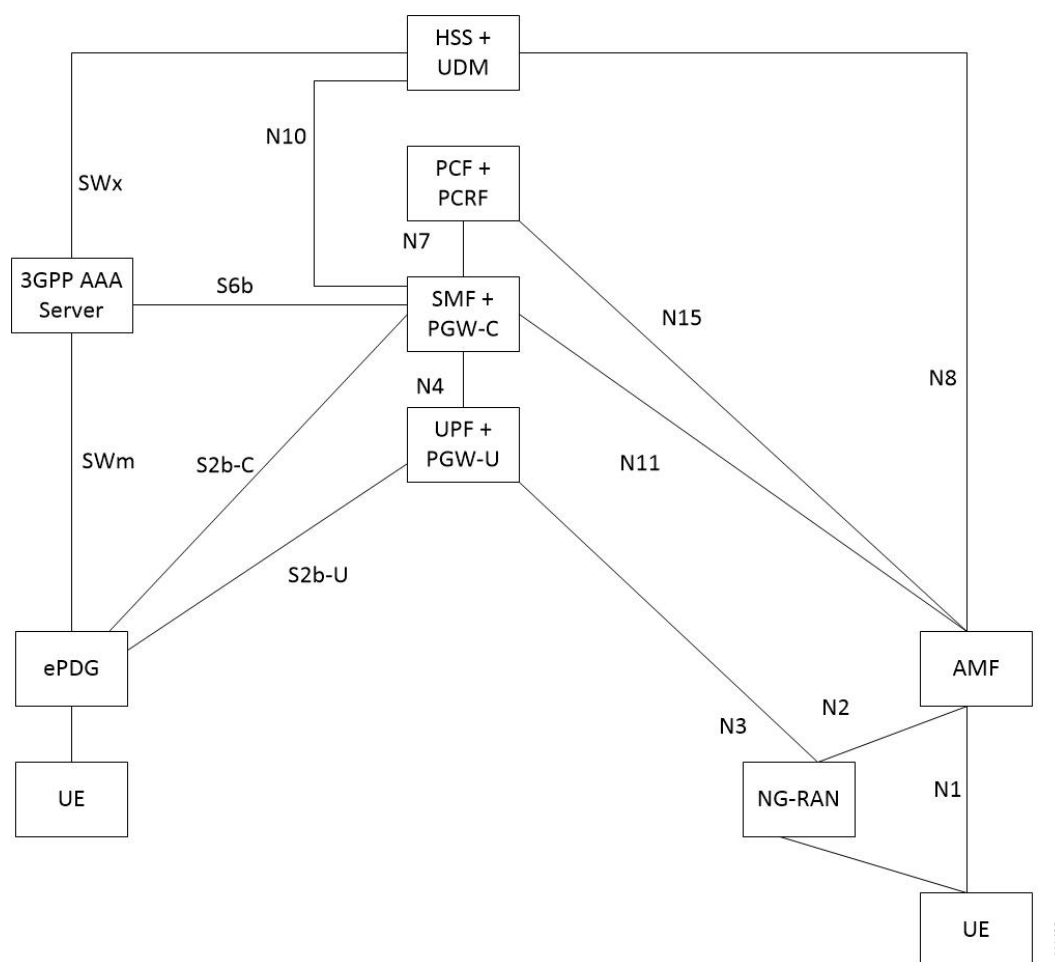 HSS +
UDM
N10
PCF +
PCRF
SWx
N7
3GPP AAA
Server
S6b
SMF +
PGW-C
N15
N8
N4
UPF +
PGW-U
SWm
S2b-C
N11
S2b-U
ePDG
AMF
N2
N3
UE
NG-RAN
N1
UE